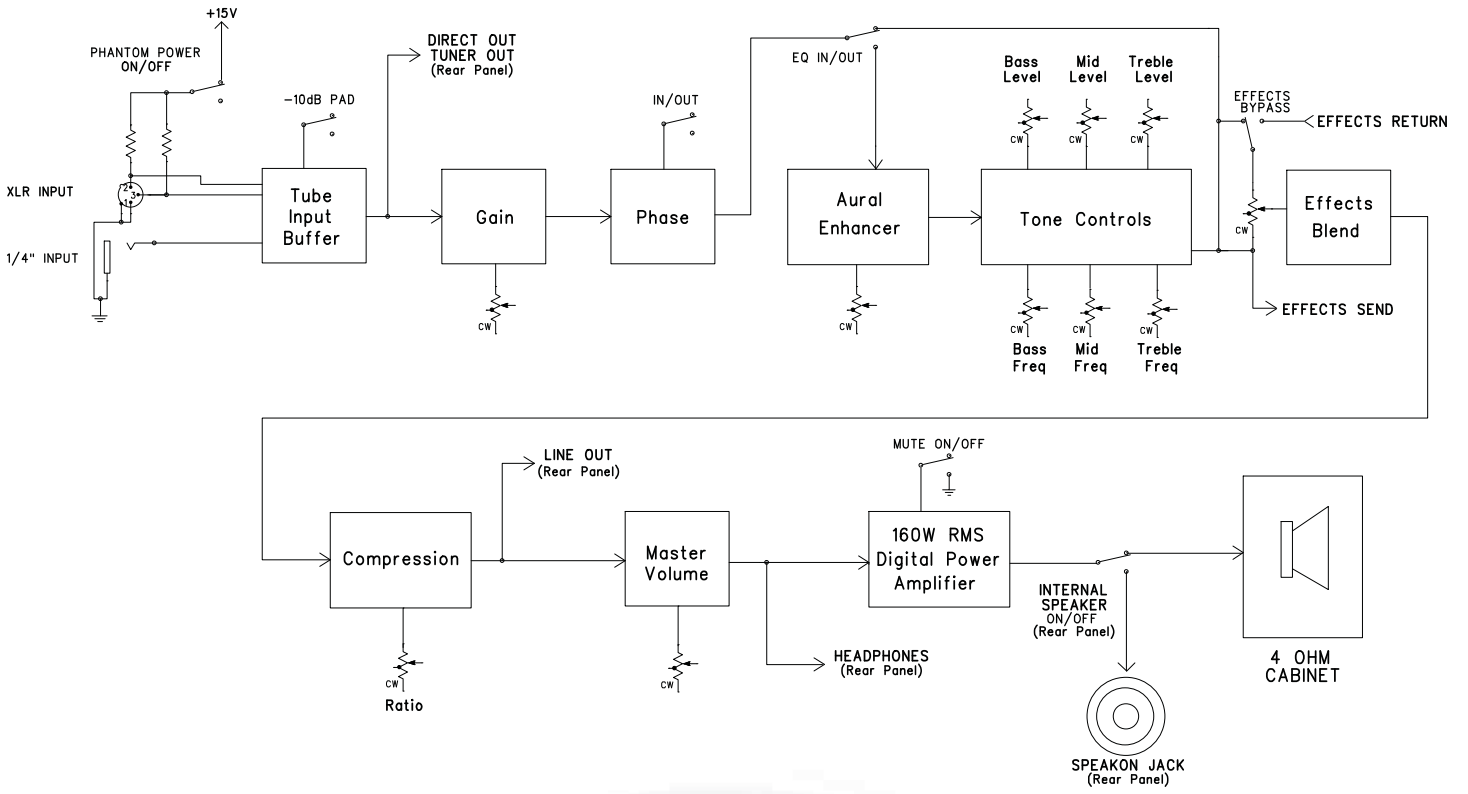 +15V
PHANTOM POWER
ON/OFF
DIRECT OUT
TUNER OUT
(Rear Panel)
EQ IN/OUT
-10dB PAD
IN/OUT
Bass
Level
Mid
Level
Treble
Level
EFFECTS
BYPASS
EFFECTS RETURN
CW
CW
CW
XLR INPUT
2
3
1
1/4" INPUT
Tube
Input
Buffer
Gain
Phase
Aural
Enhancer
Tone Controls
CW
Effects
Blend
EFFECTS SEND
CW
CW
CW
CW
CW
Bass
Freq
Mid
Freq
Treble
Freq
LINE OUT
(Rear Panel)
MUTE ON/OFF
Compression
Master
Volume
160W RMS
Digital Power
Amplifier
INTERNAL
SPEAKER
ON/OFF
(Rear Panel)
HEADPHONES
(Rear Panel)
CW
Ratio
CW
4 OHM
CABINET
SPEAKON JACK
(Rear Panel)